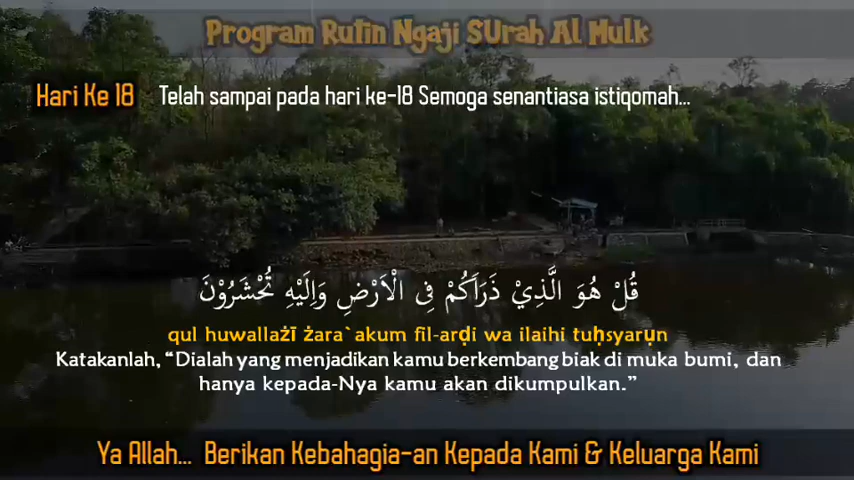 Program Rutin Ngaji SUrah Al Mulk
Hari Ke 18 Telah sampai pada hari ke-18 Semoga senantiasa istiqomah...
قُلْ هُوَ الَّذِيْ ذَرَاَكُمْ فِى الْاَرْضِ وَاِلَيْهِ تُحْشَرُوْنَ
qul huwallażī żara`akum fil-arḍi wa ilaihi tuḥsyarụn
Katakanlah, “Dialah yang menjadikan kamu berkembang biak di muka bumi, dan
hanya kepada-Nya kamu akan dikumpulkan.”
Ya Allah... Berikan Kebahagia-an Kepada Kami & Keluarga Kami